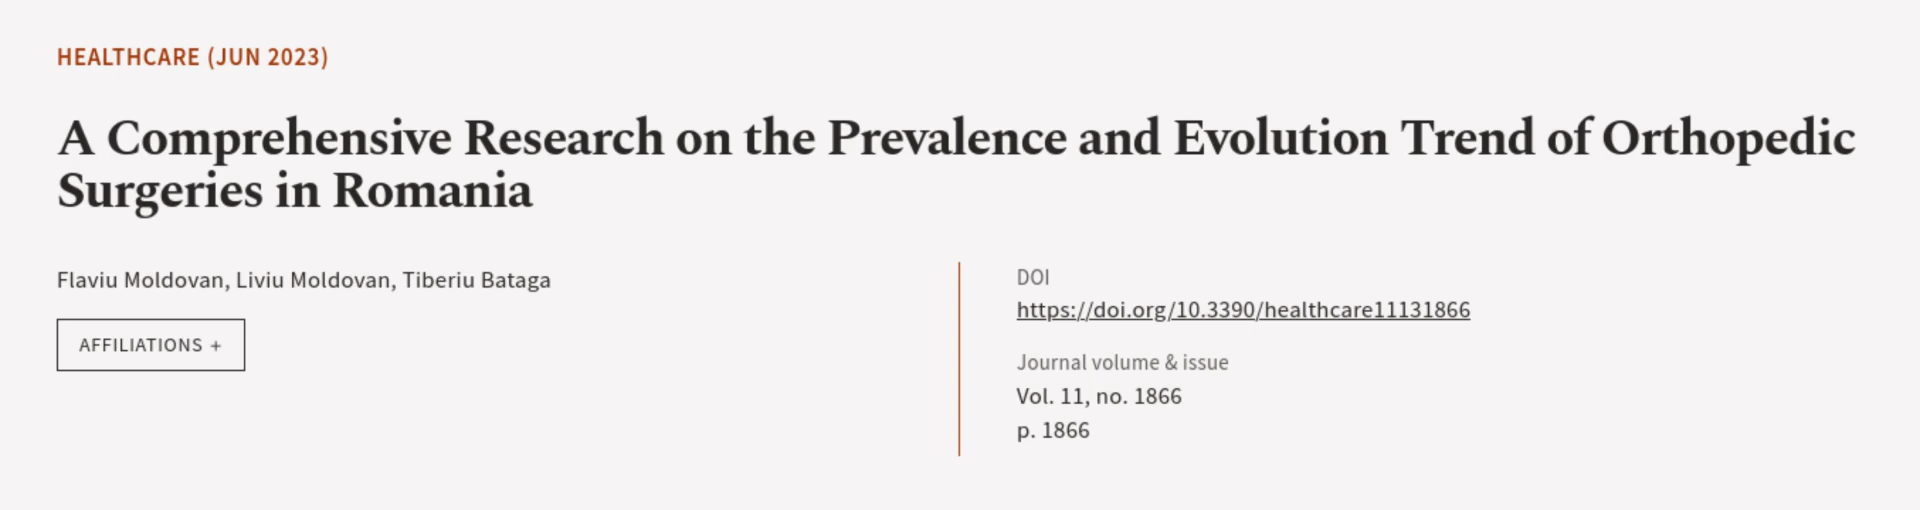 HEALTHCARE (JUN 2023)
A Comprehensive Research on the Prevalence and Evolution Trend of Orthopedic
Surgeries in Romania
Flaviu Moldovan, Liviu Moldovan, Tiberiu Bataga
AFFILIATIONS +
DOI
https://doi.org/10.3390/healthcare11131866
Journal volume & issue
Vol. 11, no. 1866
p. 1866